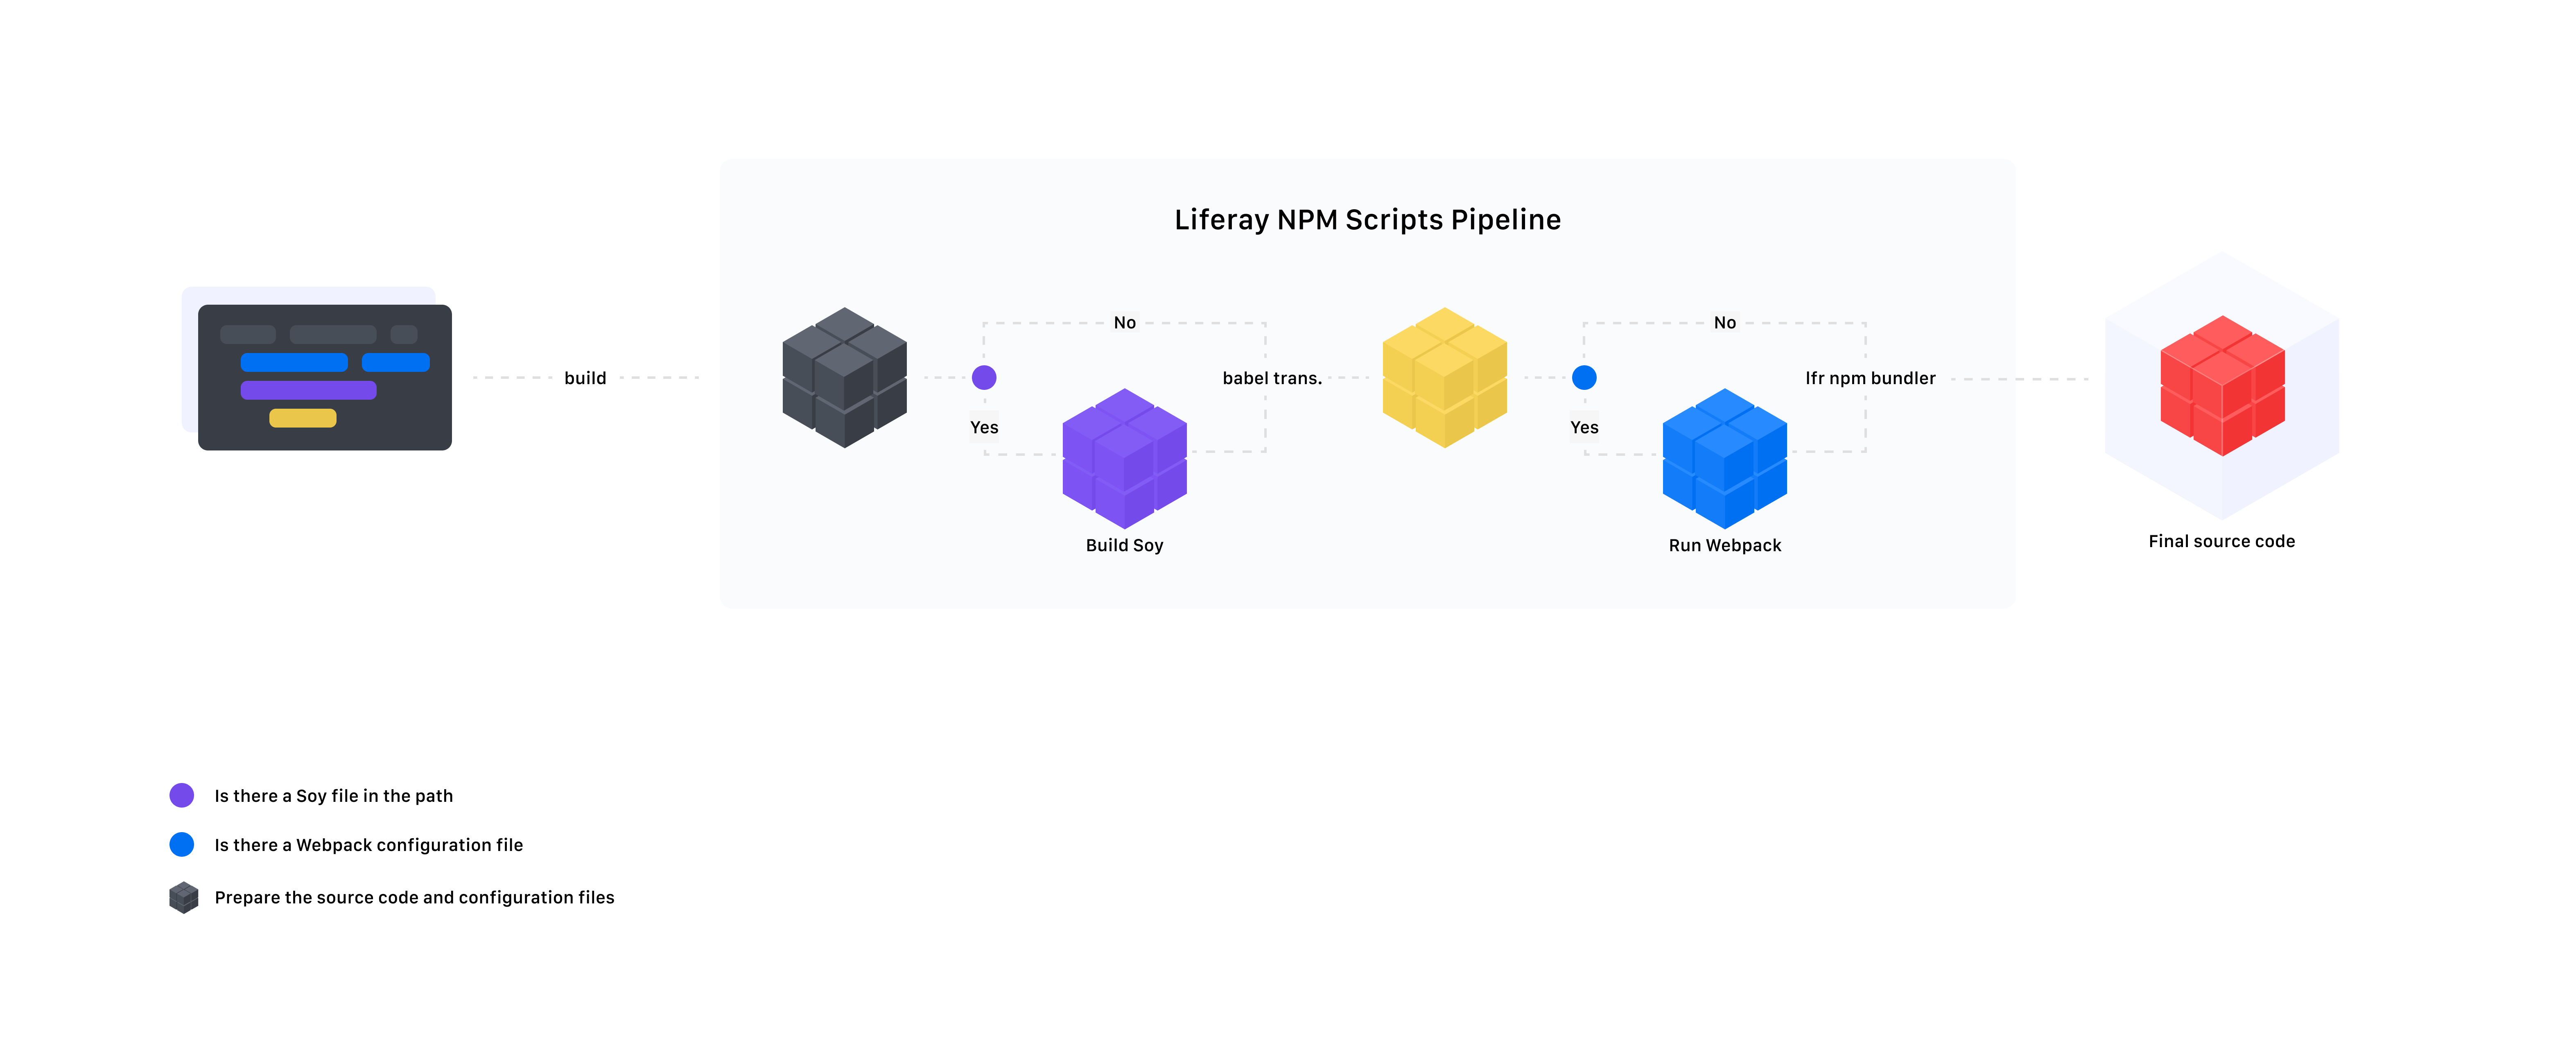 Liferay NPM Scripts Pipeline
build
No
Yes
Build Soy
babel trans.
No
Yes
Run Webpack
lfr npm bundler
Final source code
Is there a Soy file in the path
Is there a Webpack configuration file
Prepare the source code and configuration files